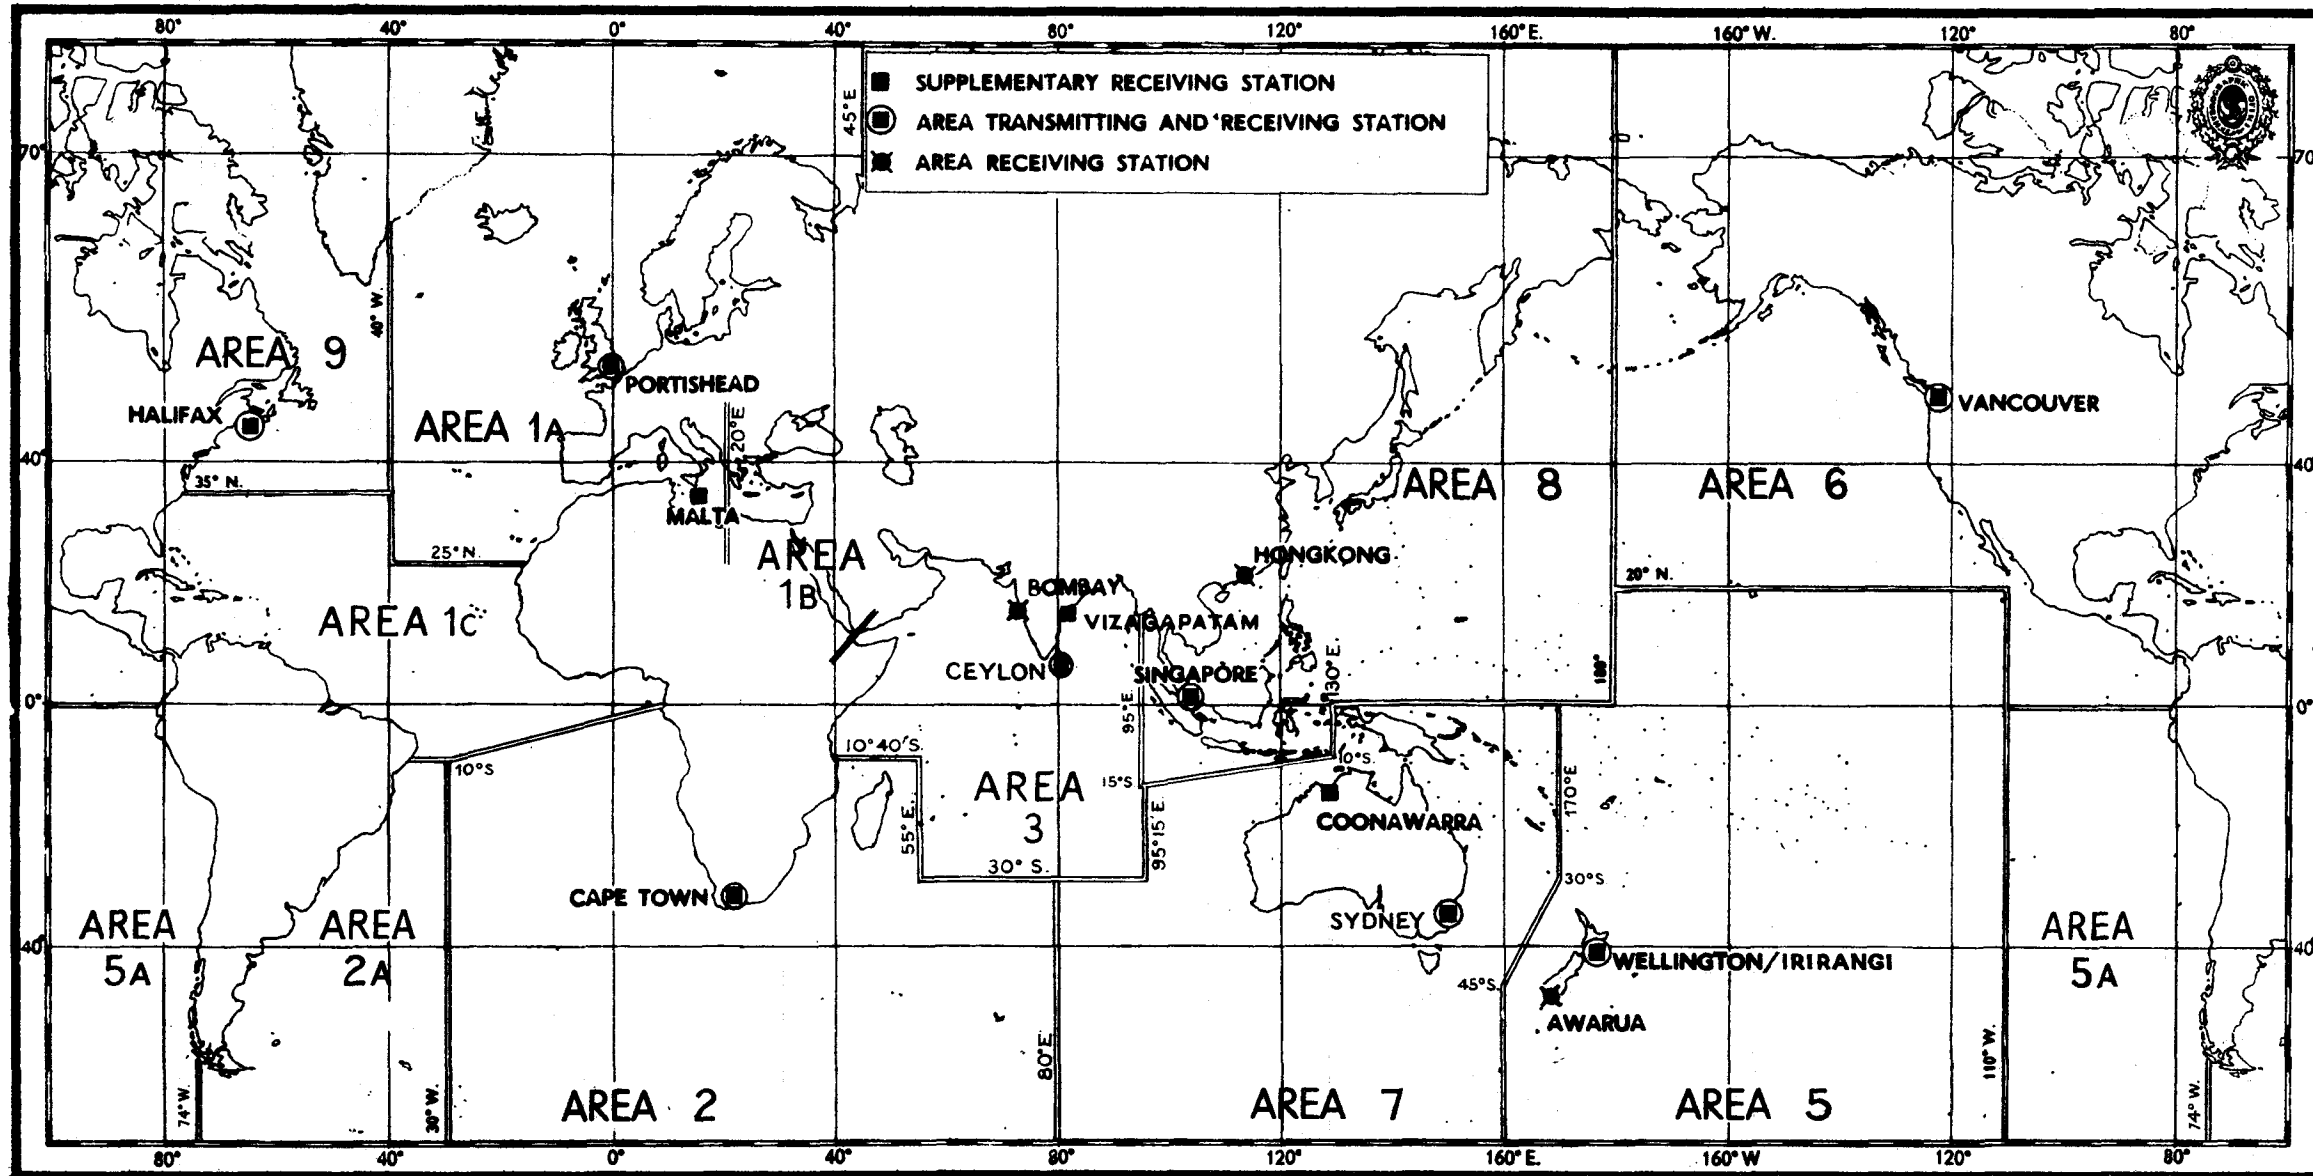 80° 40° 0° 40° 80° 120° 160° E. 160° W. 120° 80°
SUPPLEMENTARY RECEIVING STATION
AREA TRANSMITTING AND RECEIVING STATION
AREA RECEIVING STATION
45° E
70° 70°
40° W.
AREA 9
PORTISHEAD
HALIFAX
AREA 1A
20°E
VANCOUVER
40° 40°
35° N.
MALTA
AREA 8
AREA 6
25° N.
AREA
1B
HONGKONG
20° N.
BOMBAY
VIZAGAPATAM
AREA 1C
CEYLON
SINGAPORE
130° E.
180°
95° E.
0° 0°
10° 40' S.
10°S
10°S.
15°S
AREA
3
55° E.
95°15' E
170°E
COONAWARRA
30° S.
30°S
CAPE TOWN
SYDNEY
AREA
5A
AREA
2A
AREA
5A
40° 40
WELLINGTON/IRIRANGI
45°S.
AWARUA
74° W.
30° W.
80°E.
110° W.
74° W.
AREA 2
AREA 7
AREA 5
80° 40° 0° 40° 80° 120° 160° E. 160° W 120° 80°